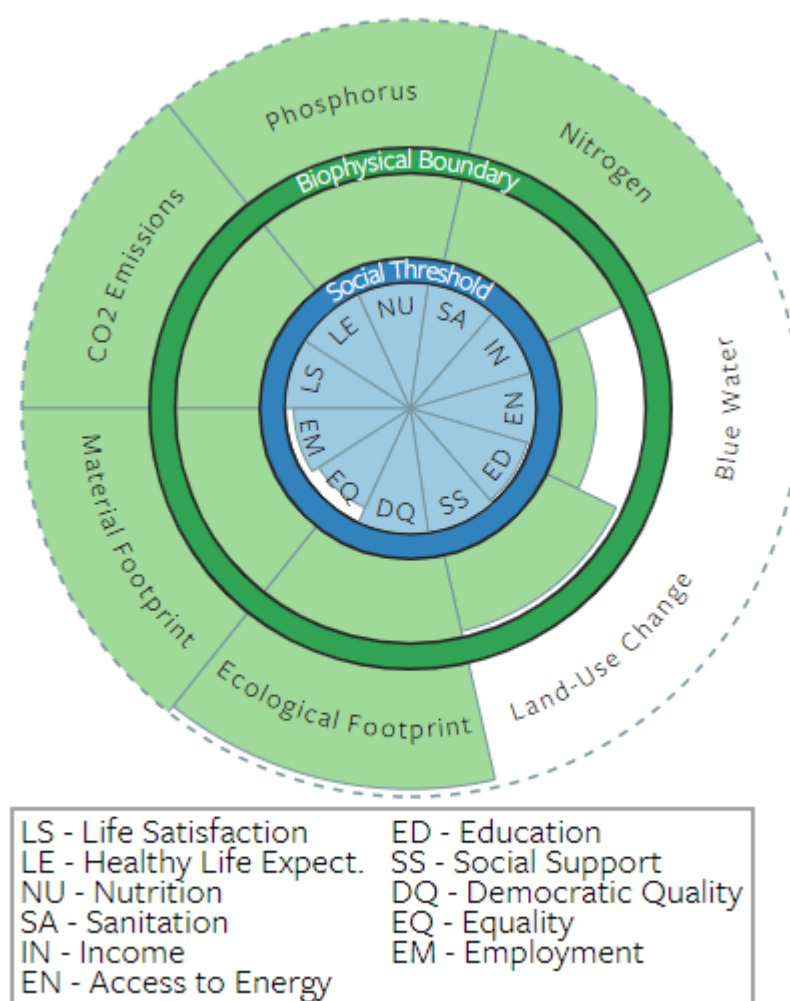 Phosphorus
Nitrogen
Biophysical Boundary
CO2 Emissions
Social Threshold
NU
SA
LE
IN
LS
EN
EM
ED
EQ
DQ
SS
Blue Water
Material Footprint
Land-Use Change
Ecological Footprint
LS - Life Satisfaction
LE - Healthy Life Expect.
NU - Nutrition
SA - Sanitation
IN - Income
EN - Access to Energy
ED - Education
SS - Social Support
DQ - Democratic Quality
EQ - Equality
EM - Employment